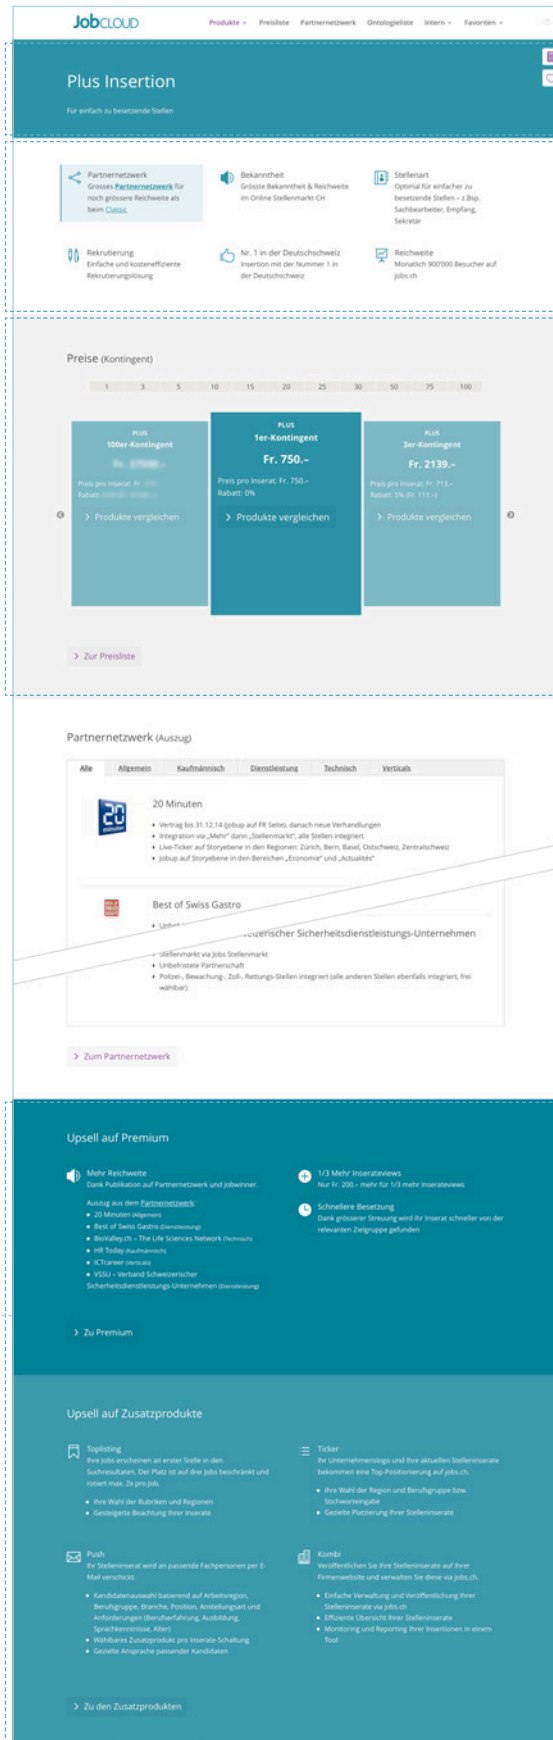 JobCLOUD
Produkte Preisliste Partnernetzwerk Ontologieliste Intern Favoriten
Plus Insertion
Für einfach zu besetzende Stellen
Partnernetzwerk
Grosses Partnernetzwerk für
noch grössere Reichweite als
beim Classic
Bekanntheit
Grösste Bekanntheit & Reichweite
im Online Stellenmarkt CH
Stellenart
Optimal für einfacher zu
besetzende Stellen – z.Bsp.
Sachbearbeiter, Empfang,
Sekretär
Rekrutierung
Einfache und kosteneffiziente
Rekrutierungslösung
Nr. 1 in der Deutschschweiz
Insertion mit der Nummer 1 in
der Deutschschweiz
Reichweite
Monatlich 900'000 Besucher auf
jobs.ch
Preise (Kontingent)
1 3 5 10 15 20 25 30 50 75 100
PLUS
100er-Kontingent
Fr.
Preis pro Inserat: Fr.
Rabatt:
> Produkte vergleichen
PLUS
1er-Kontingent
Fr. 750.–
Preis pro Inserat: Fr. 750.–
Rabatt: 0%
> Produkte vergleichen
PLUS
3er-Kontingent
Fr. 2139.–
Preis pro Inserat: Fr. 713.–
Rabatt: 5% (Fr. 111.–)
> Produkte vergleichen
> Zur Preisliste
Partnernetzwerk (Auszug)
Alle Allgemein Kaufmännisch Dienstleistung Technisch Verticals
20 minuten
20 Minuten
Vertrag bis 31.12.14 (jobup auf FR Seite), danach neue Verhandlungen
Integration via „Mehr“ dann „Stellenmarkt“, alle Stellen integriert
Live-Ticker auf Storyebene in den Regionen: Zürich, Bern, Basel, Ostschweiz, Zentralschweiz
Jobup auf Storyebene in den Bereichen „Economie“ und „Actualités“
Best of Swiss Gastro
Sicherheitsdienstleistungs-Unternehmen
Stellenmarkt via Jobs Stellenmarkt
Unbefristete Partnerschaft
Polizei-, Bewachung-, Zoll-, Rettungs-Stellen integriert (alle anderen Stellen ebenfalls integriert, frei
wählbar)
> Zum Partnernetzwerk
Upsell auf Premium
Mehr Reichweite
Dank Publikation auf Partnernetzwerk und Jobwinner.
Auszug aus dem Partnernetzwerk:
20 Minuten (Allgemein)
Best of Swiss Gastro (Dienstleistung)
BioValley.ch – The Life Sciences Network (Technisch)
HR Today (Kaufmännisch)
ICTcareer (Verticals)
VSSU – Verband Schweizerischer
Sicherheitsdienstleistungs-Unternehmen (Dienstleistung)
1/3 Mehr Inserateviews
Nur Fr. 200.– mehr für 1/3 mehr Inserateviews
Schnellere Besetzung
Dank grösserer Streuung wird ihr Inserat schneller von der
relevanten Zielgruppe gefunden
> Zu Premium
Upsell auf Zusatzprodukte
Toplisting
Ihre Jobs erscheinen an erster Stelle in den
Suchresultaten. Der Platz ist auf drei Jobs beschränkt und
rotiert max. 2x pro Job.
Ihre Wahl der Rubriken und Regionen
Gesteigerte Beachtung Ihrer Inserate
Ticker
Ihr Unternehmenslogo und Ihre aktuellen Stelleninserate
bekommen eine Top-Positionierung auf jobs.ch.
Ihre Wahl der Region und Berufsgruppe bzw.
Stichworteingabe
Gezielte Platzierung Ihrer Stelleninserate
Push
Ihr Stelleninserat wird an passende Fachpersonen per E-
Mail verschickt.
Kandidatenauswahl basierend auf Arbeitsregion,
Berufsgruppe, Branche, Position, Anstellungsart und
Anforderungen (Berufserfahrung, Ausbildung,
Sprachkenntnisse, Alter)
Wählbares Zusatzprodukt pro Inserate-Schaltung
Gezielte Ansprache passender Kandidaten
Kombi
Veröffentlichen Sie Ihre Stelleninserate auf Ihrer
Firmenwebsite und verwalten Sie diese via jobs.ch.
Einfache Verwaltung und Veröffentlichung Ihrer
Stelleninserate via jobs.ch
Effiziente Übersicht Ihrer Stelleninserate
Monitoring und Reporting Ihrer Insertionen in einem
Tool
> Zu den Zusatzprodukten